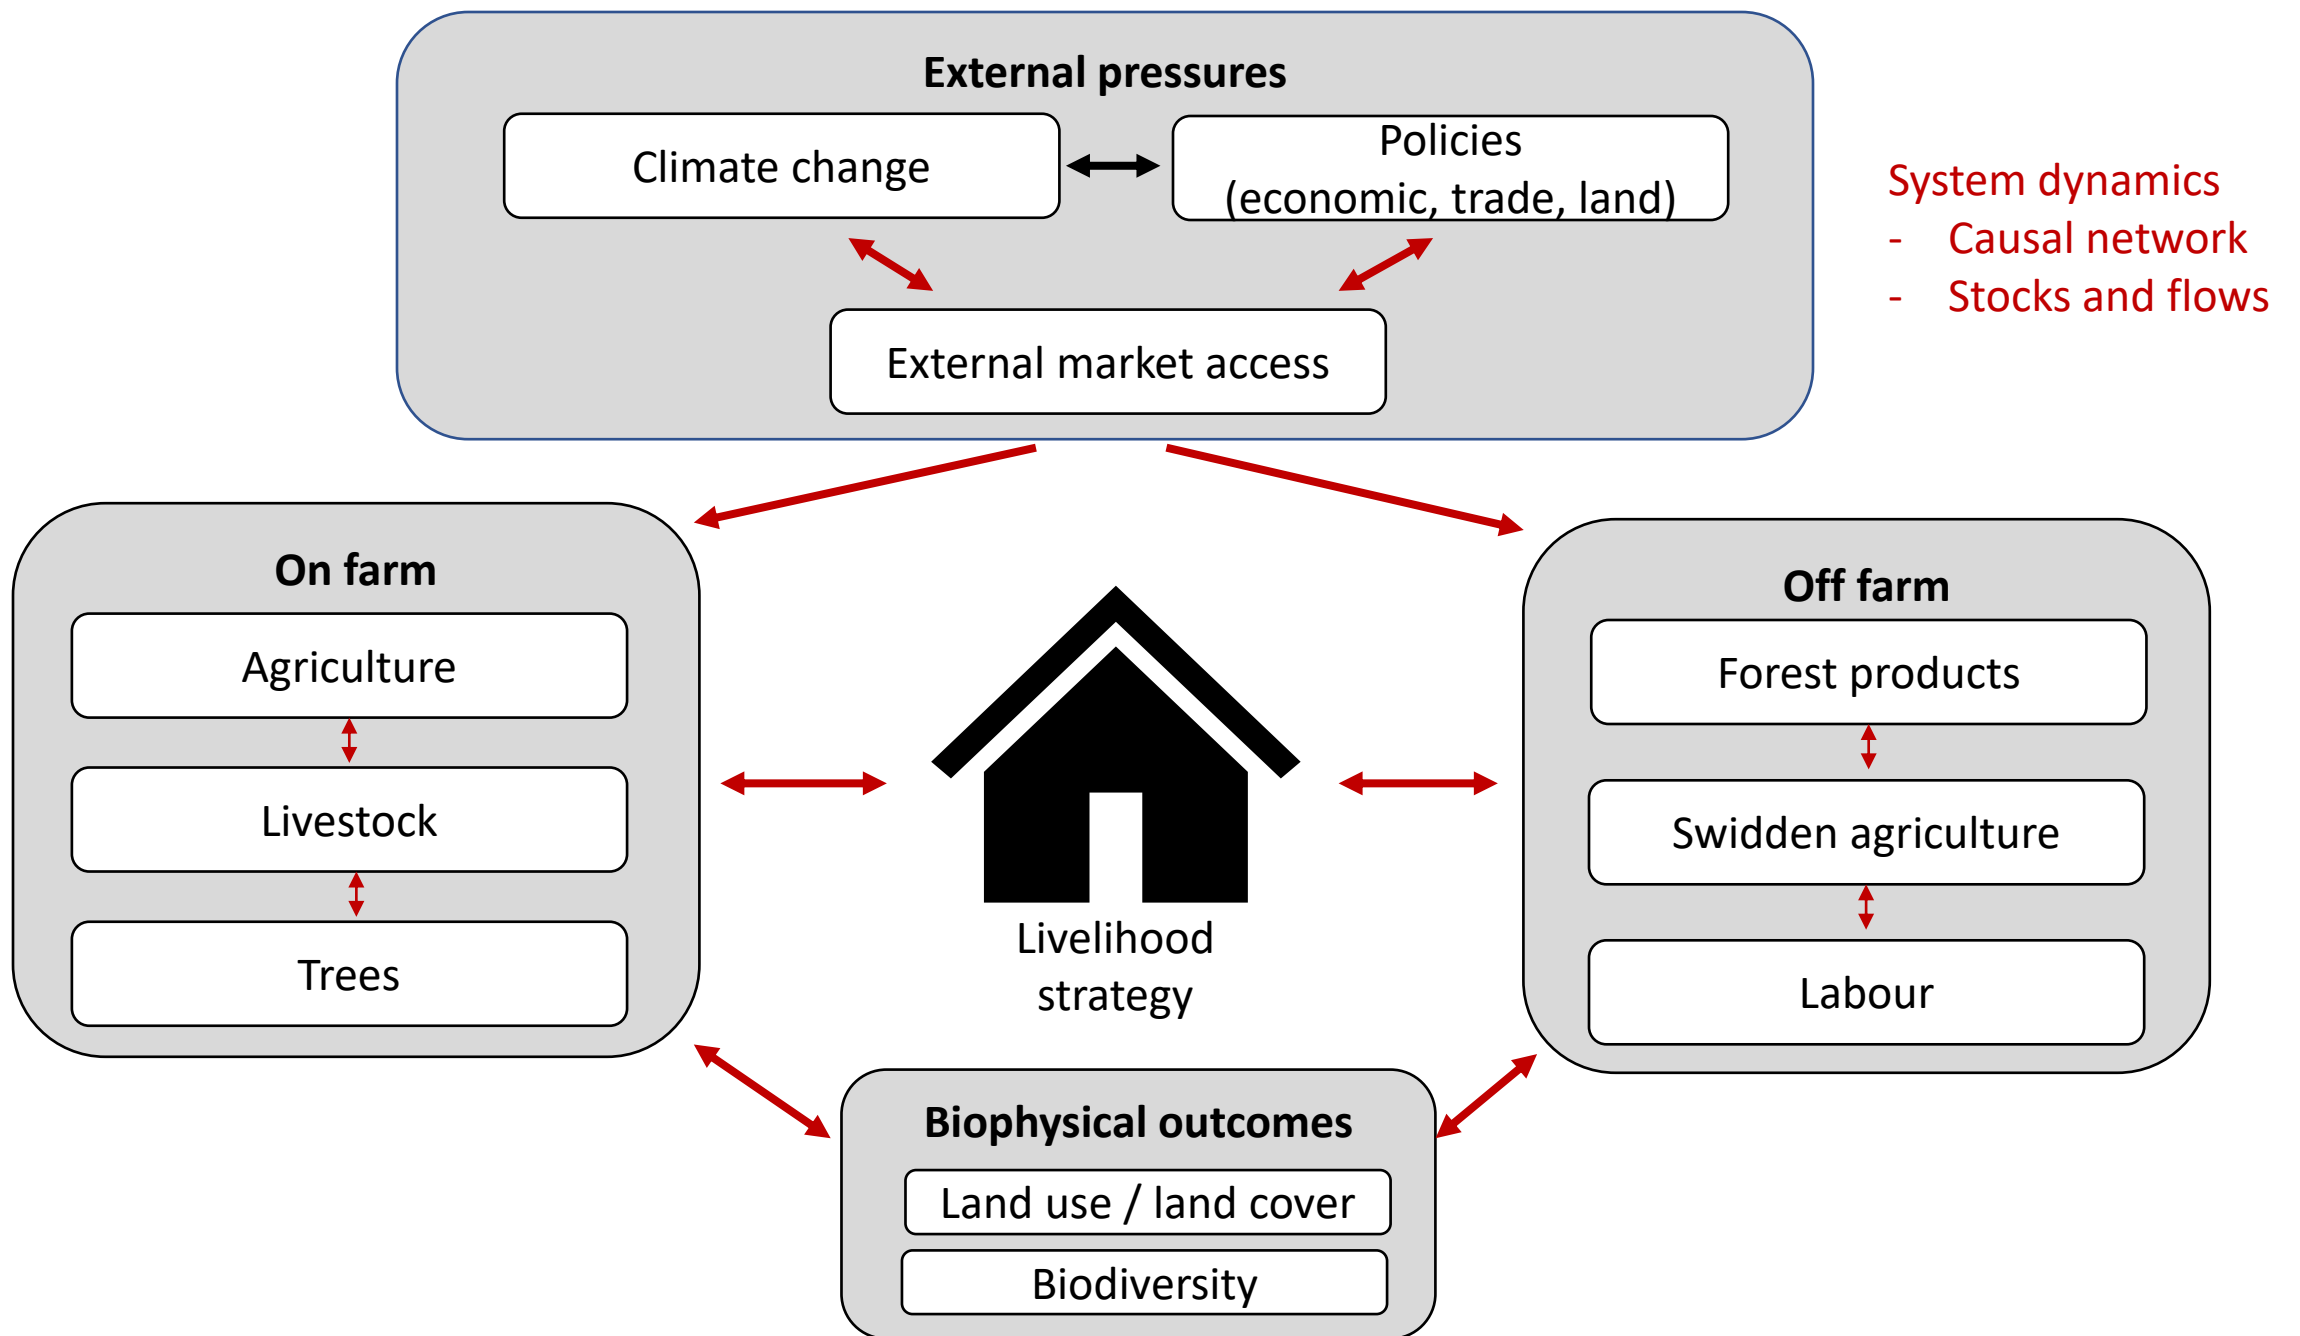 External pressures
Climate change
Policies
(economic, trade, land)
External market access
System dynamics
- Causal network
- Stocks and flows
On farm
Agriculture
Livestock
Trees
Livelihood
strategy
Off farm
Forest products
Swidden agriculture
Labour
Biophysical outcomes
Land use / land cover
Biodiversity